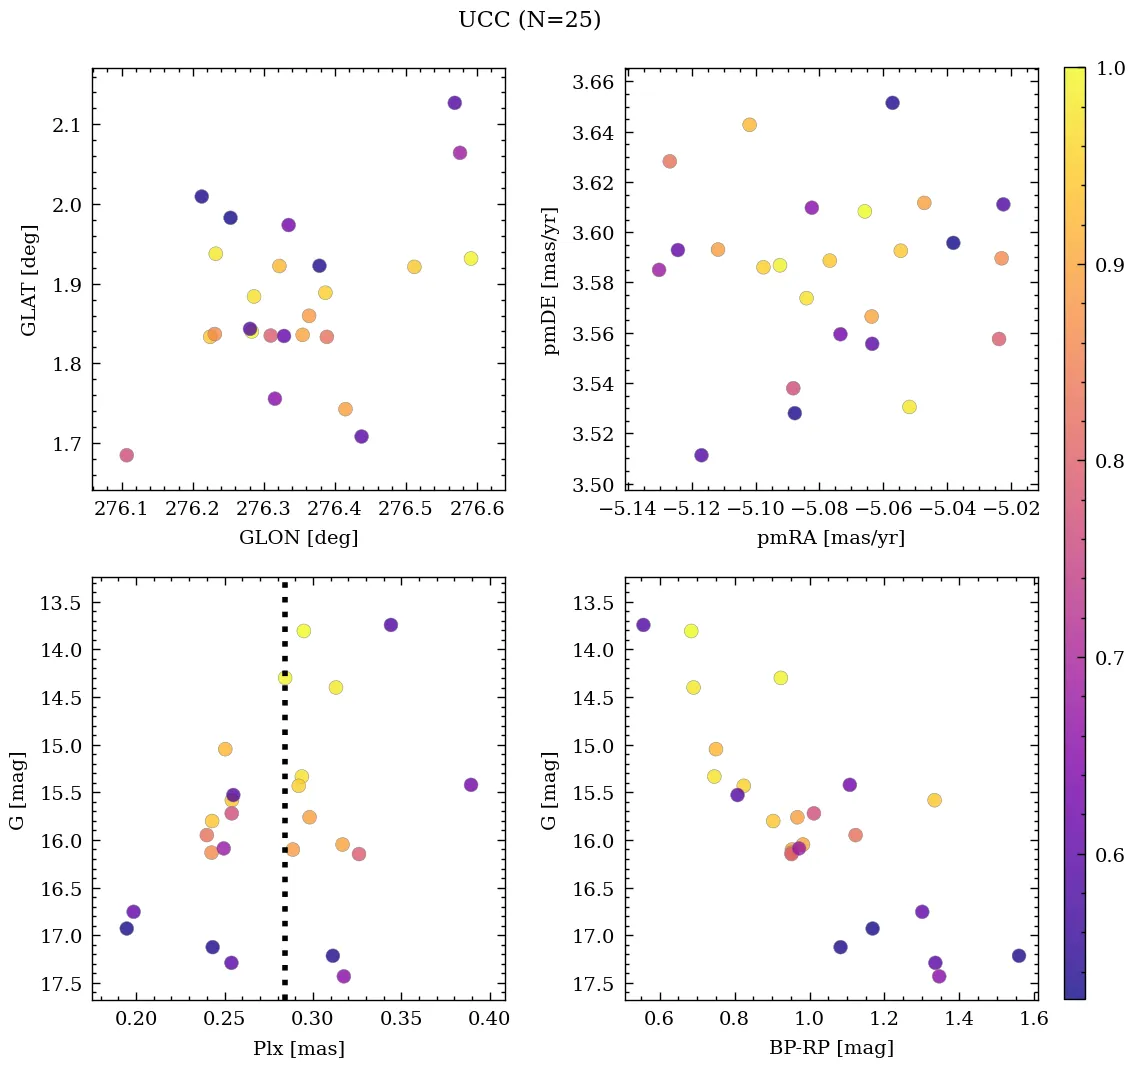 UCC (N=25)
2.1
2.0
1.9
1.8
1.7
GLAT [deg]
276.1 276.2 276.3 276.4 276.5 276.6
GLON [deg]
3.66
3.64
3.62
3.60
3.58
3.56
3.54
3.52
3.50
pmDE [mas/yr]
−5.14 −5.12 −5.10 −5.08 −5.06 −5.04 −5.02
pmRA [mas/yr]
13.5
14.0
14.5
15.0
15.5
16.0
16.5
17.0
17.5
G [mag]
0.20 0.25 0.30 0.35 0.40
Plx [mas]
13.5
14.0
14.5
15.0
15.5
16.0
16.5
17.0
17.5
G [mag]
0.6 0.8 1.0 1.2 1.4 1.6
BP-RP [mag]
1.0
0.9
0.8
0.7
0.6